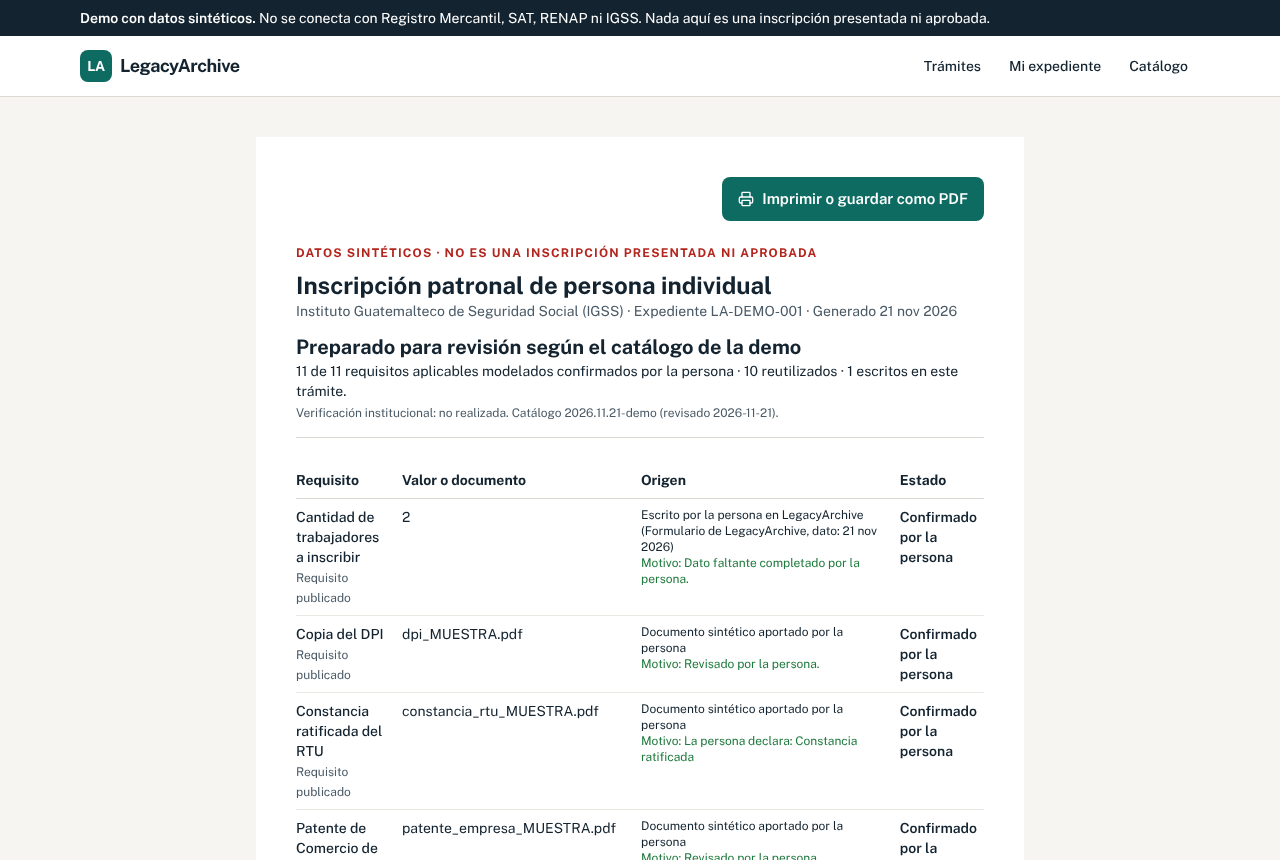 Demo con datos sintéticos. No se conecta con Registro Mercantil, SAT, RENAP ni IGSS. Nada aquí es una inscripción presentada ni aprobada.
LA LegacyArchive
Trámites Mi expediente Catálogo
Imprimir o guardar como PDF
DATOS SINTÉTICOS · NO ES UNA INSCRIPCIÓN PRESENTADA NI APROBADA
Inscripción patronal de persona individual
Instituto Guatemalteco de Seguridad Social (IGSS) · Expediente LA-DEMO-001 · Generado 21 nov 2026
Preparado para revisión según el catálogo de la demo
11 de 11 requisitos aplicables modelados confirmados por la persona · 10 reutilizados · 1 escritos en este
trámite.
Verificación institucional: no realizada. Catálogo 2026.11.21-demo (revisado 2026-11-21).
Requisito Valor o documento Origen Estado
Cantidad de
trabajadores
a inscribir
Requisito
publicado
2
Escrito por la persona en LegacyArchive
(Formulario de LegacyArchive, dato: 21 nov
2026)
Motivo: Dato faltante completado por la
persona.
Confirmado
por la
persona
Copia del DPI
Requisito
publicado
dpi_MUESTRA.pdf
Documento sintético aportado por la
persona
Motivo: Revisado por la persona.
Confirmado
por la
persona
Constancia
ratificada del
RTU
Requisito
publicado
constancia_rtu_MUESTRA.pdf
Documento sintético aportado por la
persona
Motivo: La persona declara: Constancia
ratificada
Confirmado
por la
persona
Patente de
Comercio de
patente_empresa_MUESTRA.pdf
Documento sintético aportado por la
persona
Motivo: Revisado por la persona.
Confirmado
por la